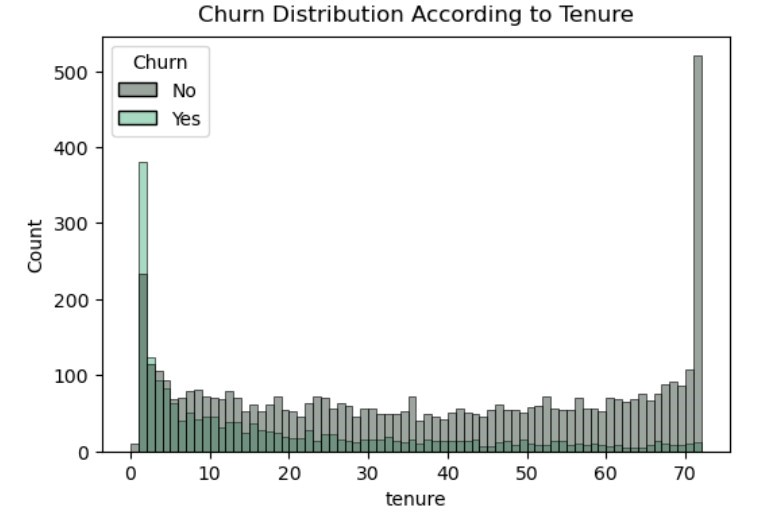 Churn Distribution According to Tenure
Churn
No
Yes
500
400
300
200
100
0
Count
0 10 20 30 40 50 60 70
tenure